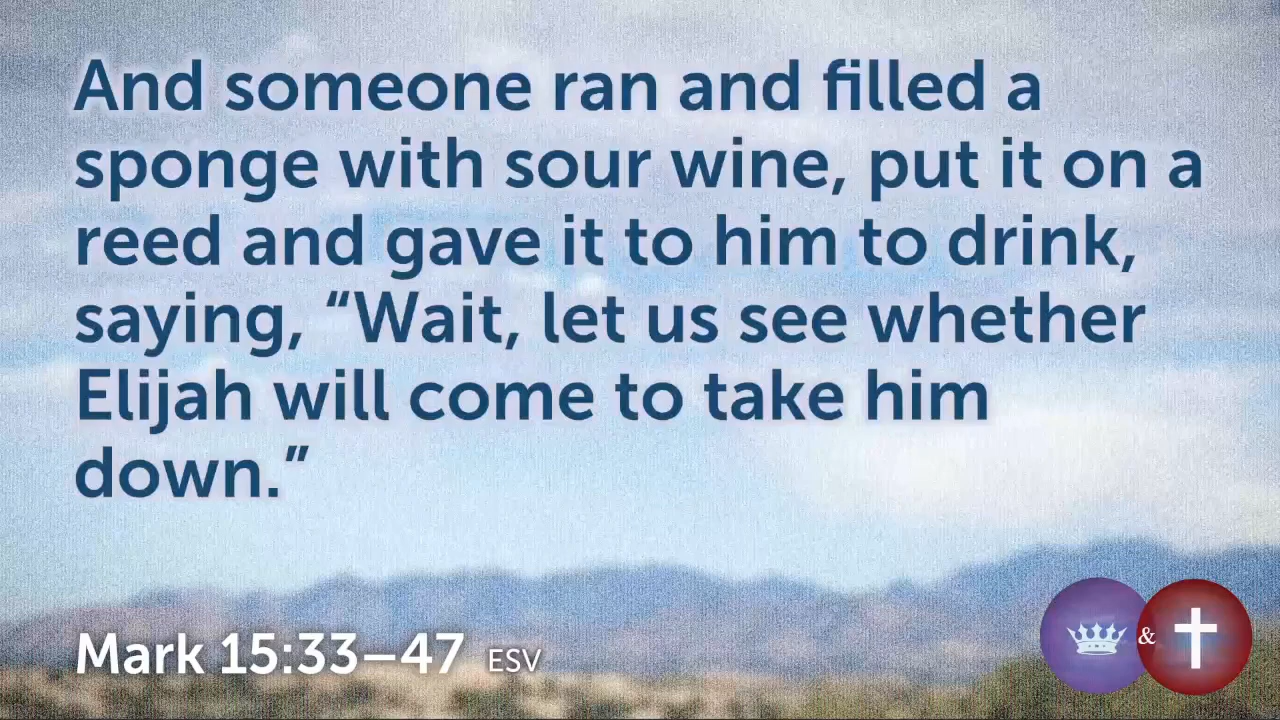 And someone ran and filled a
sponge with sour wine, put it on a
reed and gave it to him to drink,
saying, “Wait, let us see whether
Elijah will come to take him
down.”
Mark 15:33–47 ESV
&